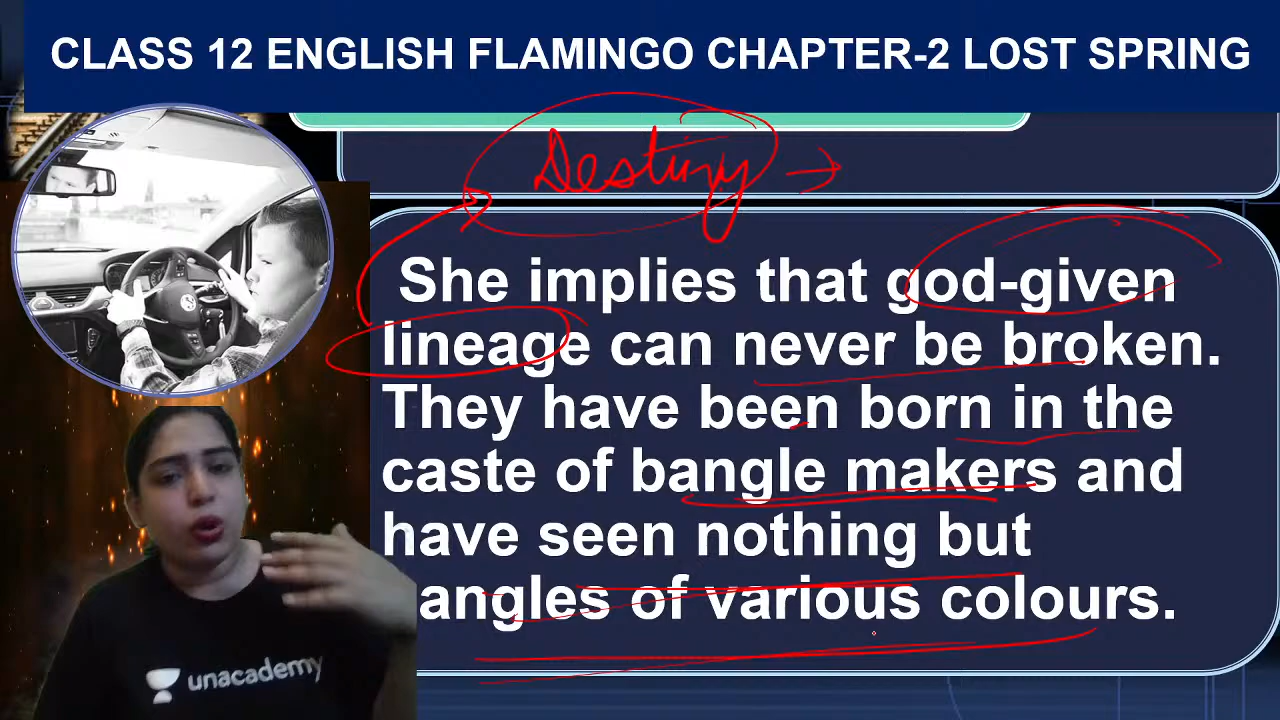 CLASS 12 ENGLISH FLAMINGO CHAPTER-2 LOST SPRING
Destiny →
She implies that god-given
lineage can never be broken.
They have been born in the
caste of bangle makers and
have seen nothing but
angles of various colours.
unacademy